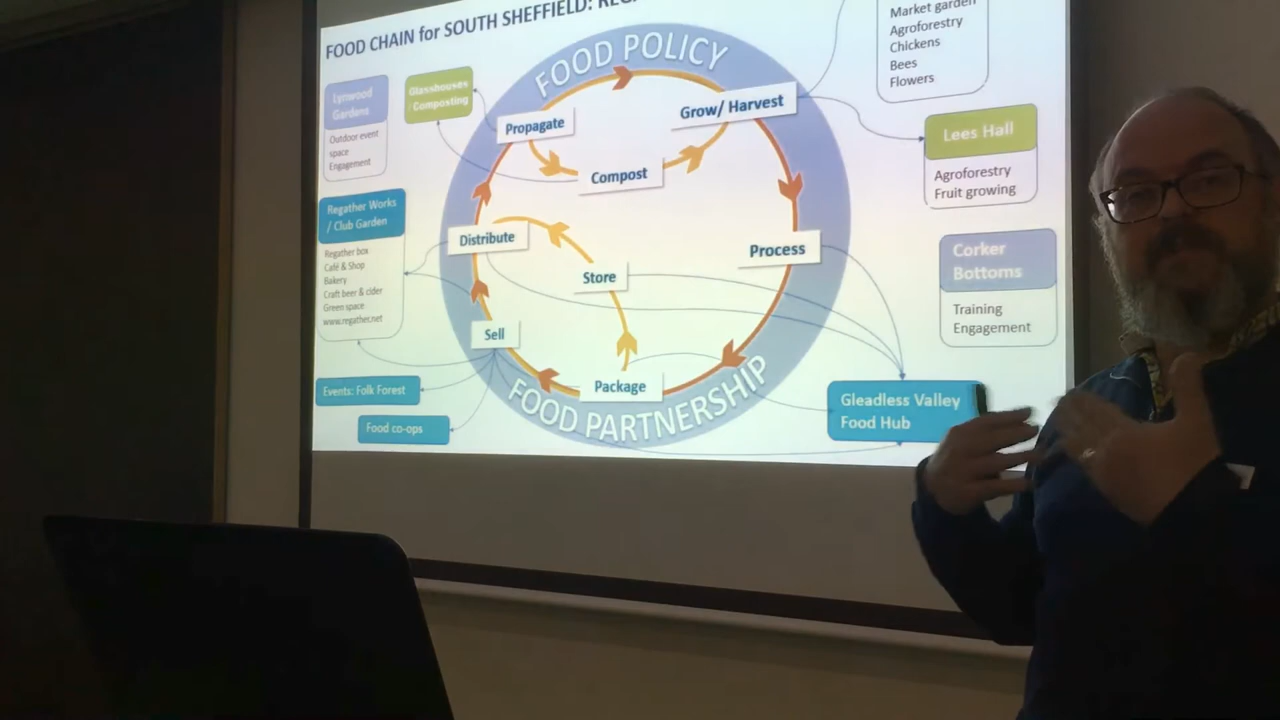 FOOD CHAIN for SOUTH SHEFFIELD:
FOOD POLICY
Market garden
Agroforestry
Chickens
Bees
Flowers
Lynwood
Gardens
Outdoor event
space
Engagement
Glasshouses
/ Composting
Propagate
Grow/ Harvest
Compost
Lees Hall
Agroforestry
Fruit growing
Regather Works
/ Club Garden
Regather box
Café & Shop
Bakery
Craft beer & cider
Green space
www.regather.net
Distribute
Process
Store
Corker
Bottoms
Training
Engagement
Sell
Package
Events: Folk Forest
Food co-ops
Gleadless Valley
Food Hub
FOOD PARTNERSHIP